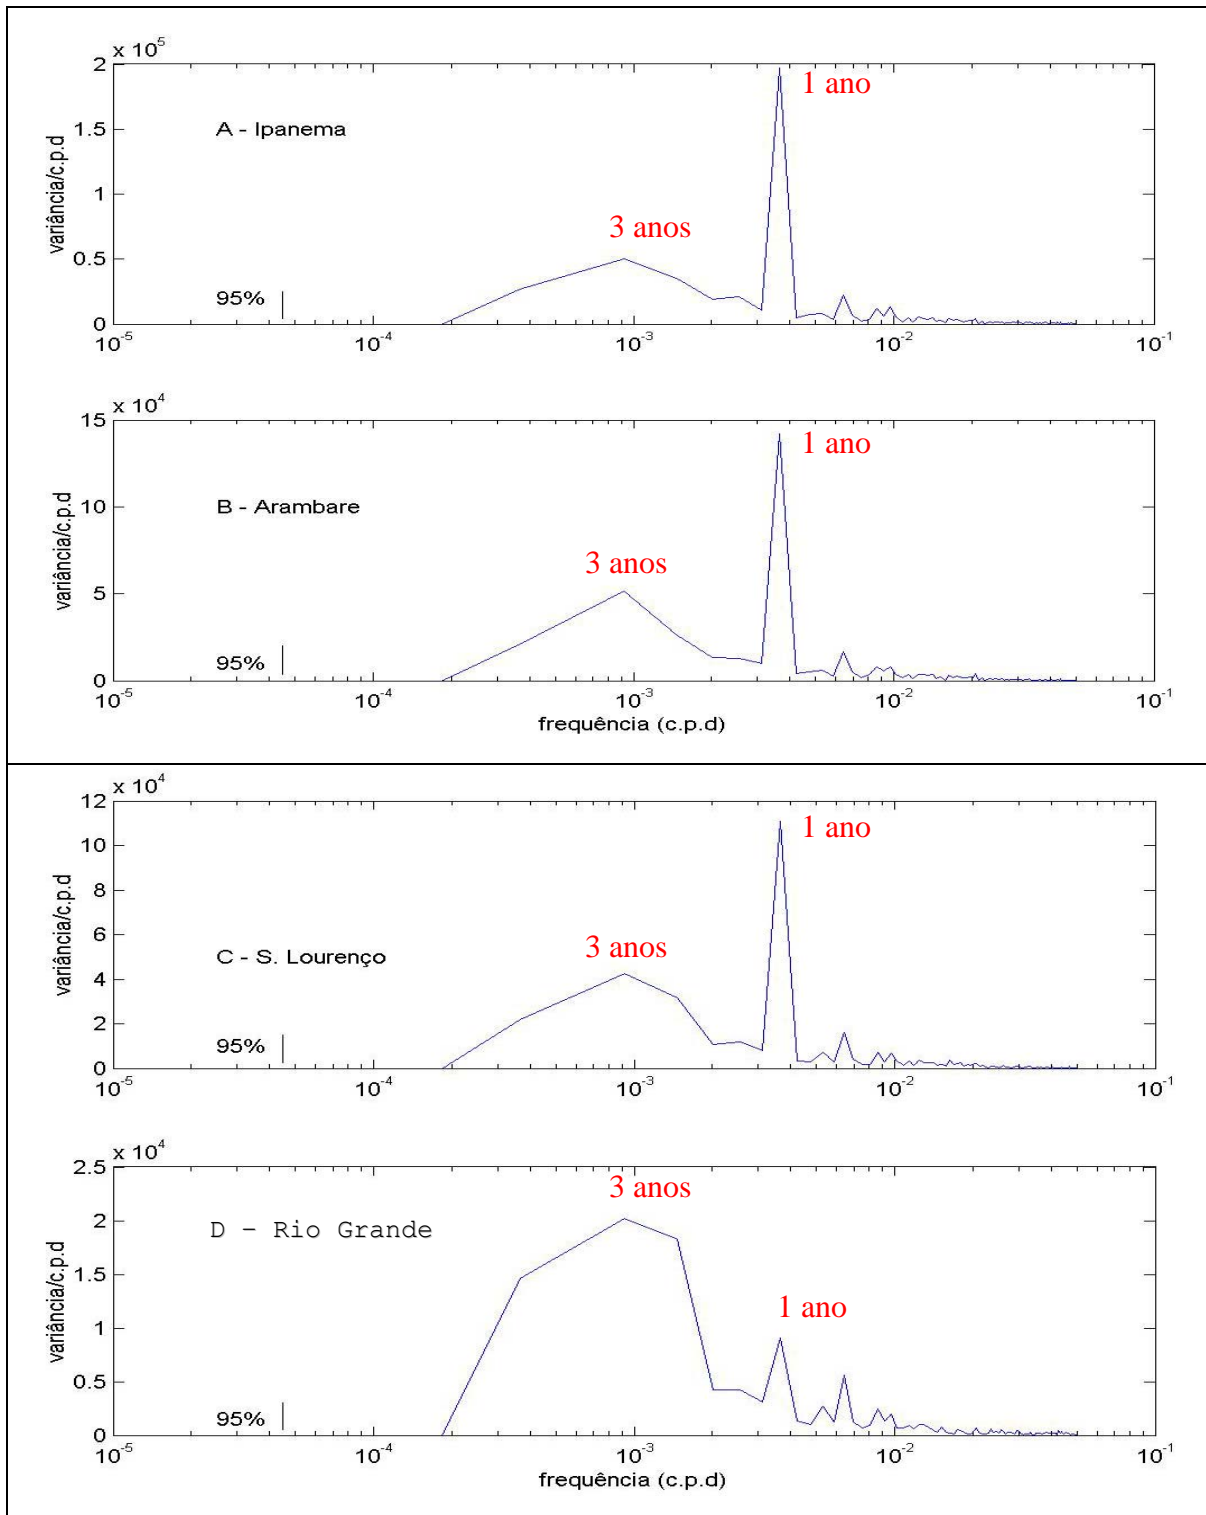 x 10^5
2
1.5
1
0.5
0
variância/c.p.d
A - Ipanema
1 ano
3 anos
95%
10^-5 10^-4 10^-3 10^-2 10^-1
x 10^4
15
10
5
0
variância/c.p.d
B - Arambare
1 ano
3 anos
95%
10^-5 10^-4 10^-3 10^-2 10^-1
frequência (c.p.d)
x 10^4
12
10
8
6
4
2
0
variância/c.p.d
1 ano
C - S. Lourenço
3 anos
95%
10^-5 10^-4 10^-3 10^-2 10^-1
x 10^4
2.5
2
1.5
1
0.5
0
variância/c.p.d
3 anos
D – Rio Grande
1 ano
95%
10^-5 10^-4 10^-3 10^-2 10^-1
frequência (c.p.d)